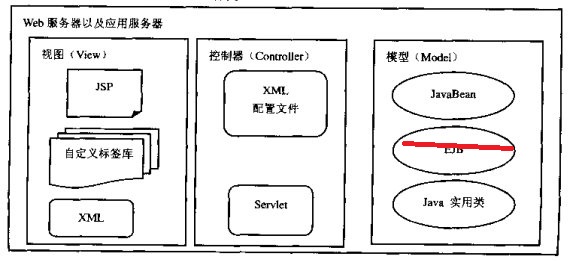 Web 服务器以及应用服务器
视图（View）
JSP
自定义标签库
XML
控制器（Controller）
XML
配置文件
Servlet
模型（Model）
JavaBean
EJB
Java 实用类